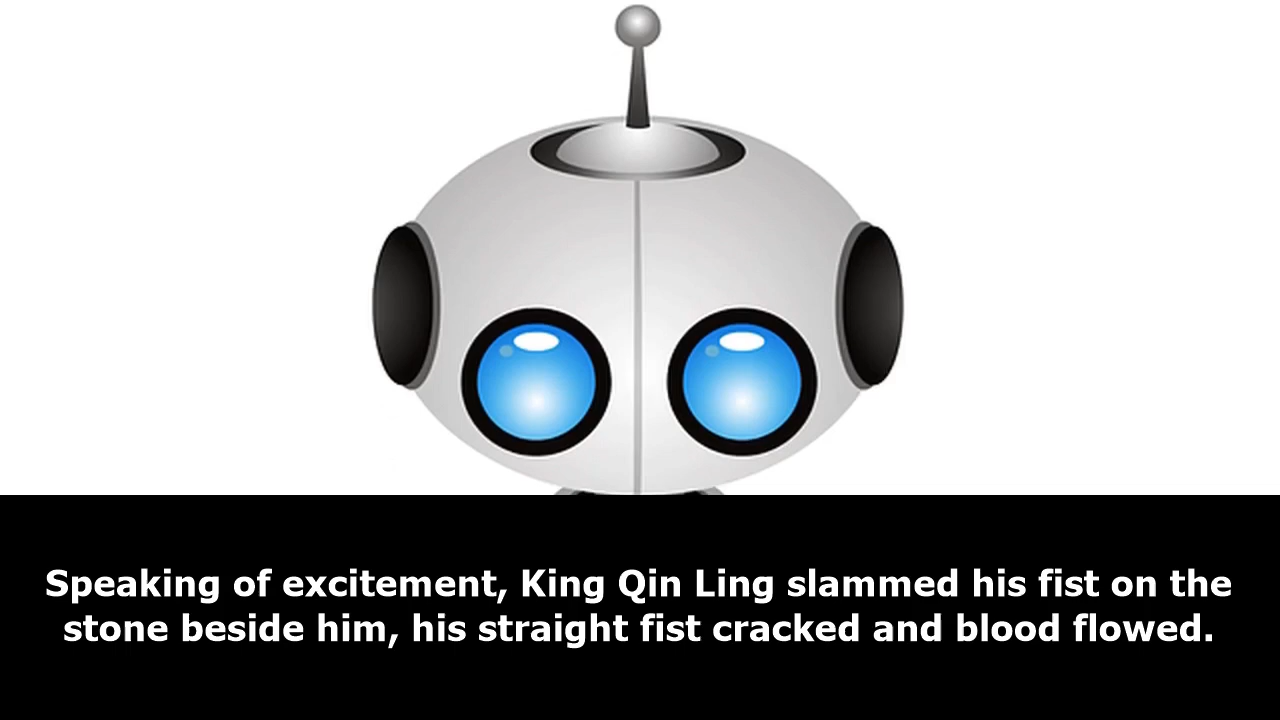 Speaking of excitement, King Qin Ling slammed his fist on the
stone beside him, his straight fist cracked and blood flowed.